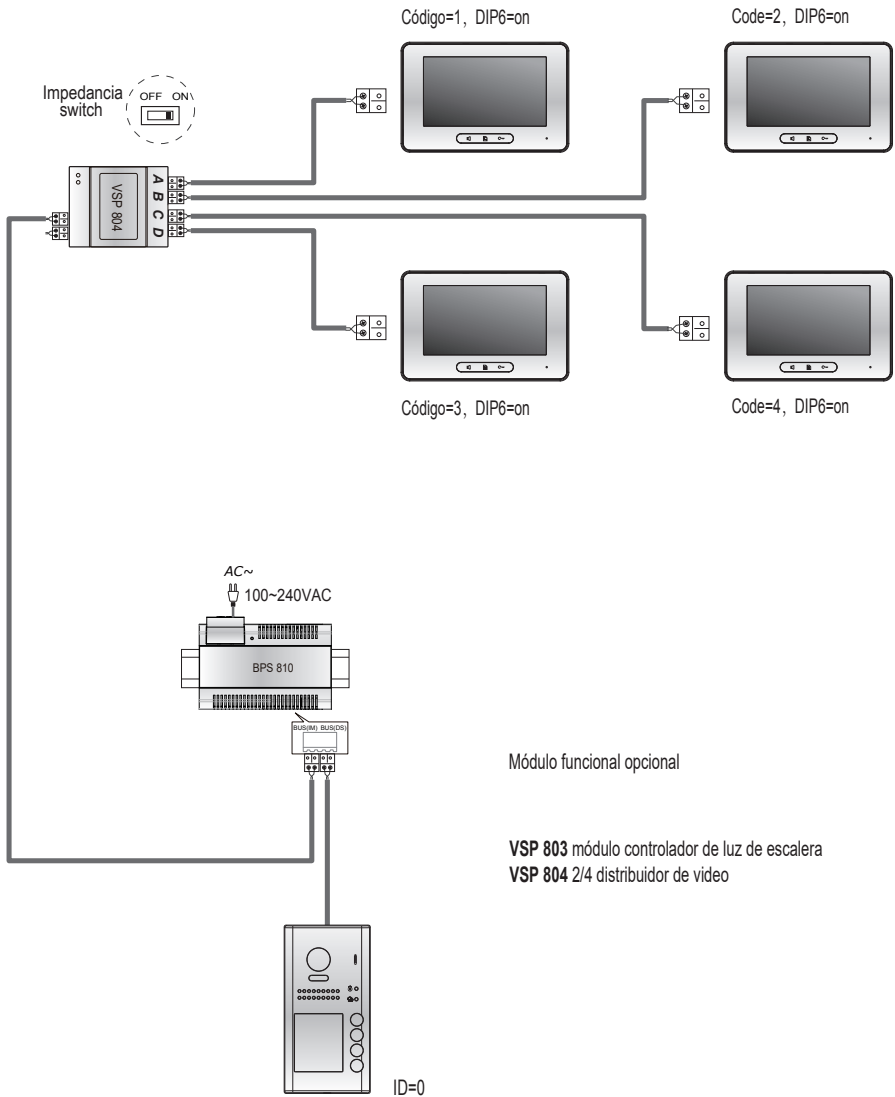 Código=1, DIP6=on
Code=2, DIP6=on
Impedancia
switch
OFF ON
VSP 804
A
B
C
D
Código=3, DIP6=on
Code=4, DIP6=on
AC~
100~240VAC
BPS 810
BUS(IM) BUS(DS)
Módulo funcional opcional
VSP 803 módulo controlador de luz de escalera
VSP 804 2/4 distribuidor de video
ID=0